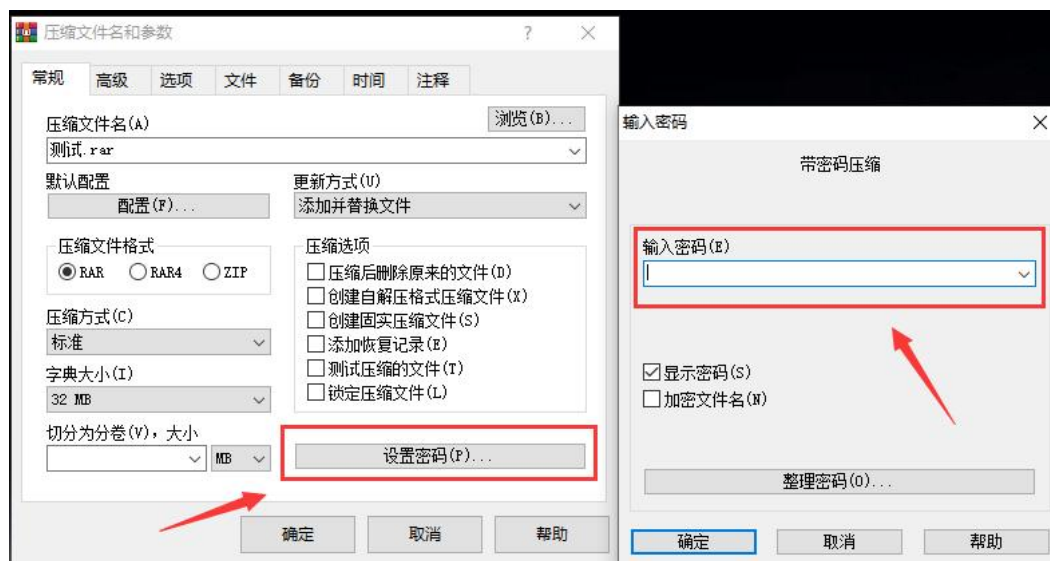 压缩文件名和参数
常规 高级 选项 文件 备份 时间 注释
压缩文件名(A)
浏览(B)...
测试.rar
默认配置
配置(F)...
更新方式(U)
添加并替换文件
压缩文件格式
RAR RAR4 ZIP
压缩方式(C)
标准
字典大小(I)
32 MB
切分为分卷(V)，大小
MB
压缩选项
压缩后删除原来的文件(D)
创建自解压格式压缩文件(X)
创建固实压缩文件(S)
添加恢复记录(E)
测试压缩的文件(T)
锁定压缩文件(L)
设置密码(P)...
确定 取消 帮助
输入密码
带密码压缩
输入密码(E)
显示密码(S)
加密文件名(N)
整理密码(O)...
确定 取消 帮助